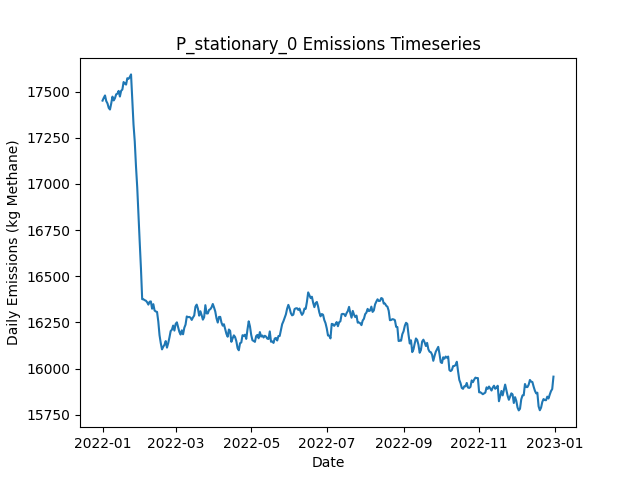 P_stationary_0 Emissions Timeseries
Daily Emissions (kg Methane)
17500
17250
17000
16750
16500
16250
16000
15750
2022-01 2022-03 2022-05 2022-07 2022-09 2022-11 2023-01
Date